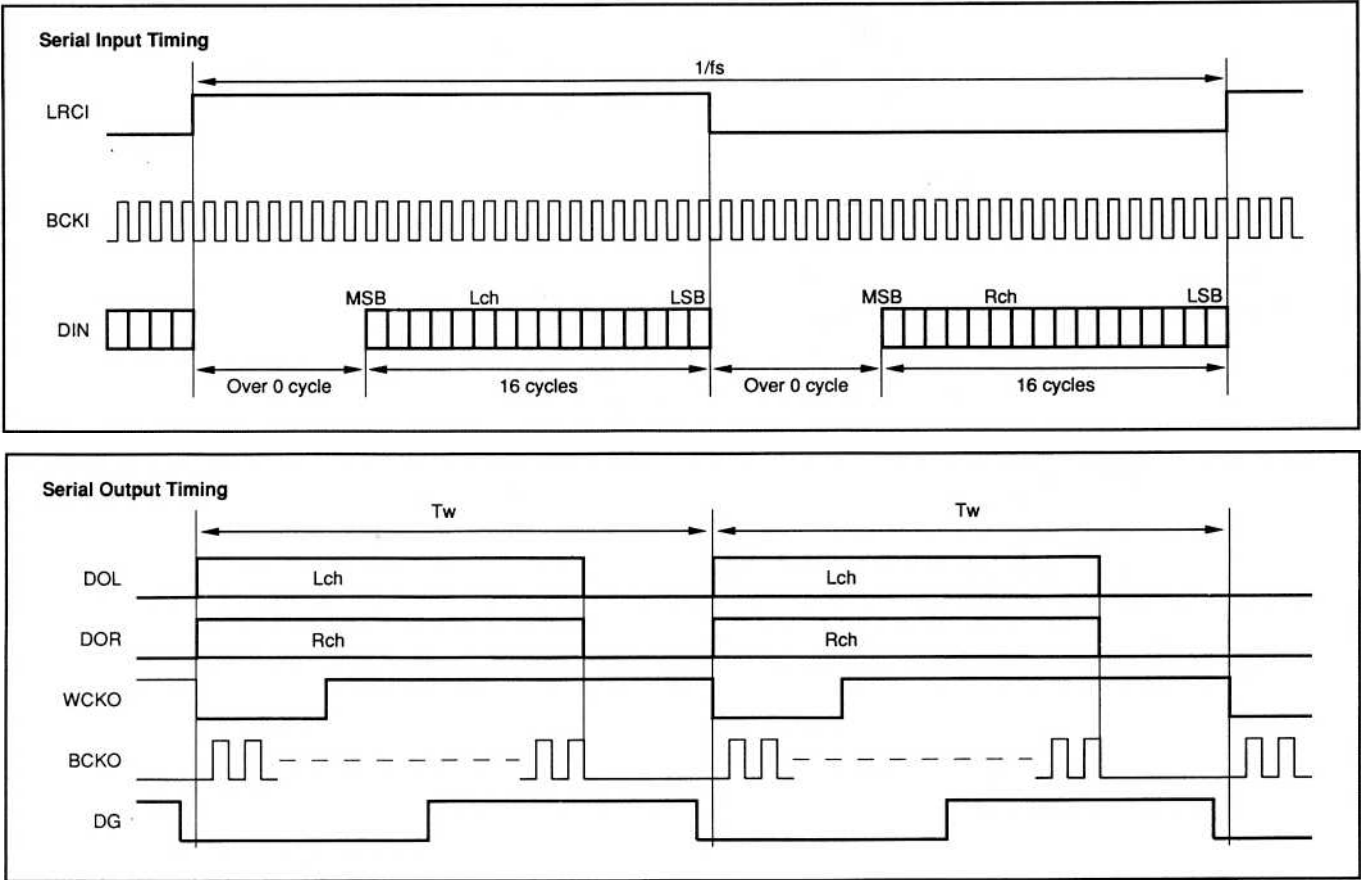 Serial Input Timing
1/fs
LRCI
BCKI
MSB Lch LSB MSB Rch LSB
DIN
Over 0 cycle 16 cycles Over 0 cycle 16 cycles
Serial Output Timing
Tw Tw
DOL Lch Lch
DOR Rch Rch
WCKO
BCKO
DG